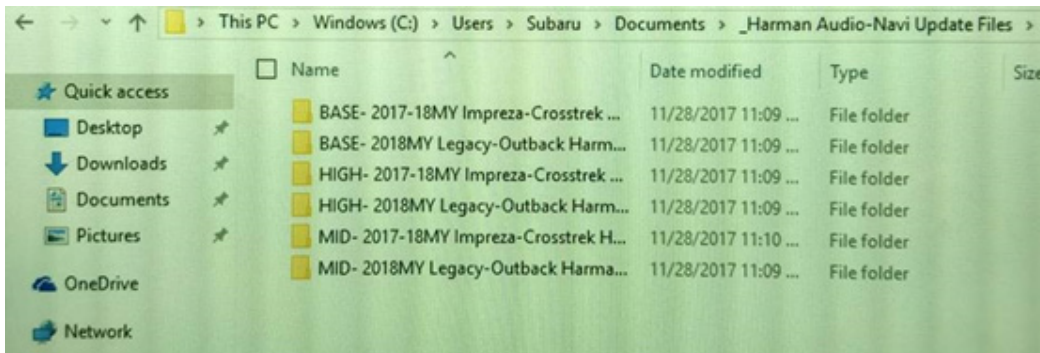 This PC > Windows (C:) > Users > Subaru > Documents > _Harman Audio-Navi Update Files >
Name Date modified Type Size
Quick access
Desktop
Downloads
Documents
Pictures
OneDrive
Network
BASE- 2017-18MY Impreza-Crosstrek ... 11/28/2017 11:09 ... File folder
BASE- 2018MY Legacy-Outback Harm... 11/28/2017 11:09 ... File folder
HIGH- 2017-18MY Impreza-Crosstrek ... 11/28/2017 11:09 ... File folder
HIGH- 2018MY Legacy-Outback Harm... 11/28/2017 11:09 ... File folder
MID- 2017-18MY Impreza-Crosstrek H... 11/28/2017 11:10 ... File folder
MID- 2018MY Legacy-Outback Harma... 11/28/2017 11:09 ... File folder